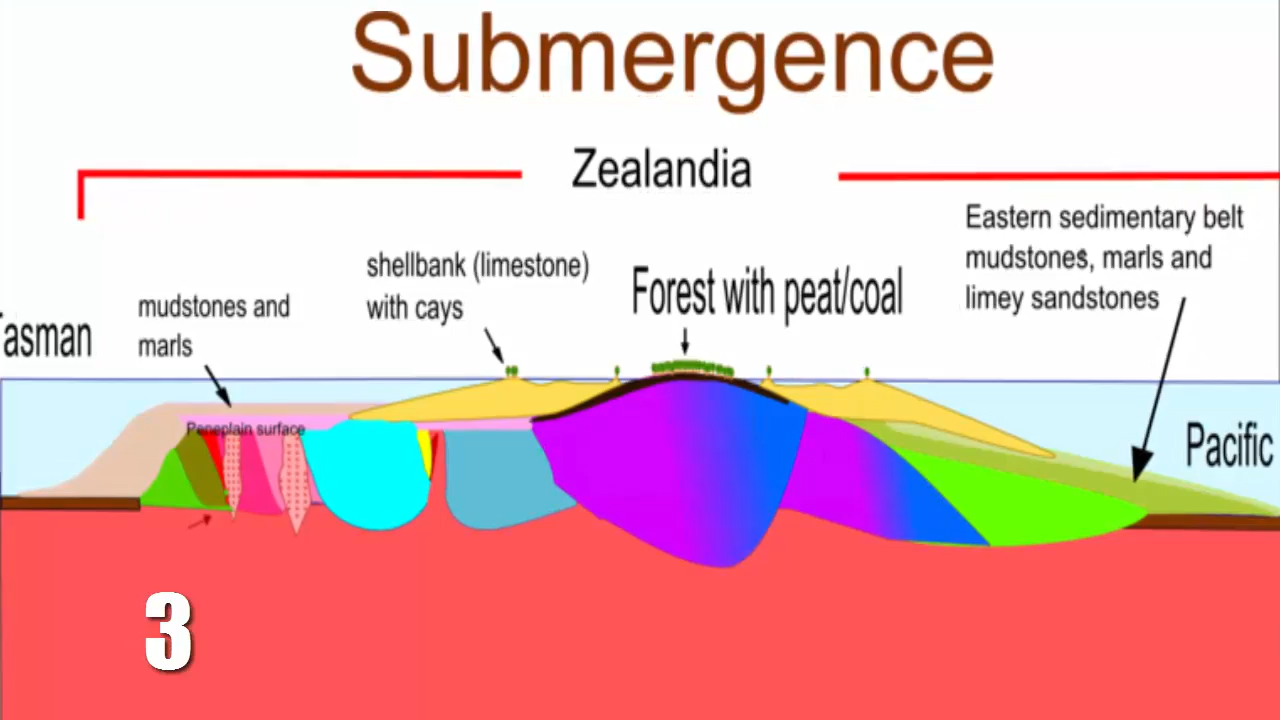 Submergence
Zealandia
Eastern sedimentary belt
mudstones, marls and
limey sandstones
shellbank (limestone)
with cays
Forest with peat/coal
mudstones and
marls
Tasman
Peneplain surface
Pacific
3